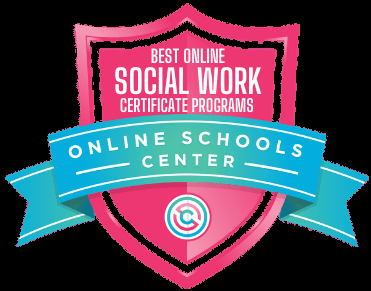 BEST ONLINE
SOCIAL WORK
CERTIFICATE PROGRAMS
ONLINE SCHOOLS
CENTER
C